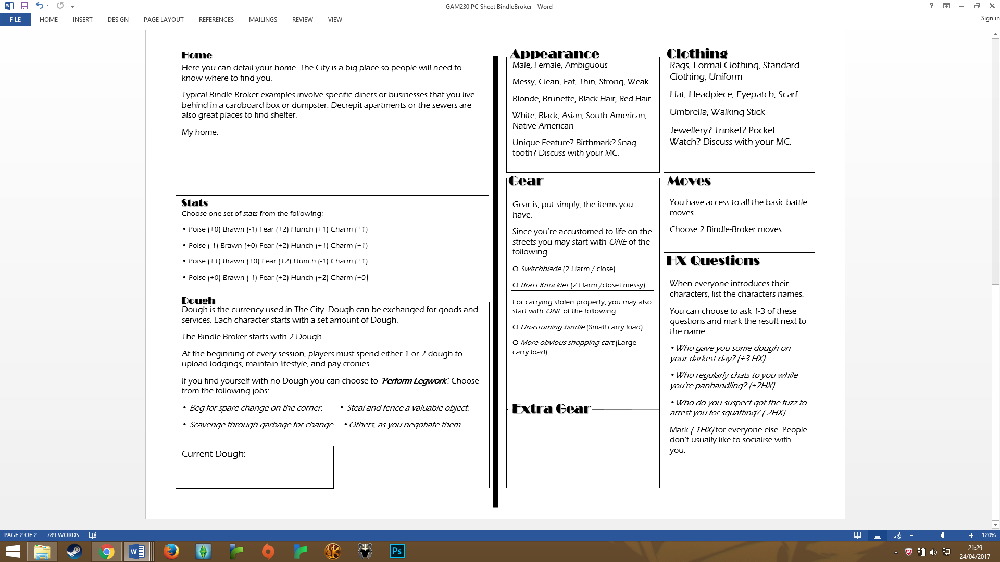 GAM230 PC Sheet BindleBroker - Word
FILE HOME INSERT DESIGN PAGE LAYOUT REFERENCES MAILINGS REVIEW VIEW
Sign in
Home
Here you can detail your home. The City is a big place so people will need to
know where to find you.
Typical Bindle-Broker examples involve specific diners or businesses that you live
behind in a cardboard box or dumpster. Decrepit apartments or the sewers are
also great places to find shelter.
My home:
Stats
Choose one set of stats from the following:
• Poise (+0) Brawn (-1) Fear (+2) Hunch (+1) Charm (+1)
• Poise (-1) Brawn (+0) Fear (+2) Hunch (+1) Charm (+1)
• Poise (+1) Brawn (+0) Fear (+2) Hunch (-1) Charm (+1)
• Poise (+0) Brawn (-1) Fear (+2) Hunch (+2) Charm (+0)
Dough
Dough is the currency used in The City. Dough can be exchanged for goods and
services. Each character starts with a set amount of Dough.
The Bindle-Broker starts with 2 Dough.
At the beginning of every session, players must spend either 1 or 2 dough to
upload lodgings, maintain lifestyle, and pay cronies.
If you find yourself with no Dough you can choose to ‘Perform Legwork’. Choose
from the following jobs:
• Beg for spare change on the corner. • Steal and fence a valuable object.
• Scavenge through garbage for change. • Others, as you negotiate them.
Current Dough:
Appearance
Male, Female, Ambiguous
Messy, Clean, Fat, Thin, Strong, Weak
Blonde, Brunette, Black Hair, Red Hair
White, Black, Asian, South American,
Native American
Unique Feature? Birthmark? Snag
tooth? Discuss with your MC.
Clothing
Rags, Formal Clothing, Standard
Clothing, Uniform
Hat, Headpiece, Eyepatch, Scarf
Umbrella, Walking Stick
Jewellery? Trinket? Pocket
Watch? Discuss with your MC.
Gear
Gear is, put simply, the items you
have.
Since you’re accustomed to life on the
streets you may start with ONE of the
following.
O Switchblade (2 Harm / close)
O Brass Knuckles (2 Harm /close+messy)
For carrying stolen property, you may also
start with ONE of the following:
O Unassuming bindle (Small carry load)
O More obvious shopping cart (Large
carry load)
Extra Gear
Moves
You have access to all the basic battle
moves.
Choose 2 Bindle-Broker moves.
HX Questions
When everyone introduces their
characters, list the characters names.
You can choose to ask 1-3 of these
questions and mark the result next to
the name:
• Who gave you some dough on
your darkest day? (+3 HX)
• Who regularly chats to you while
you’re panhandling? (+2HX)
• Who do you suspect got the fuzz to
arrest you for squatting? (-2HX)
Mark (-1HX) for everyone else. People
don’t usually like to socialise with
you.
PAGE 2 OF 2 789 WORDS
120%
Ps
21:29
24/04/2017